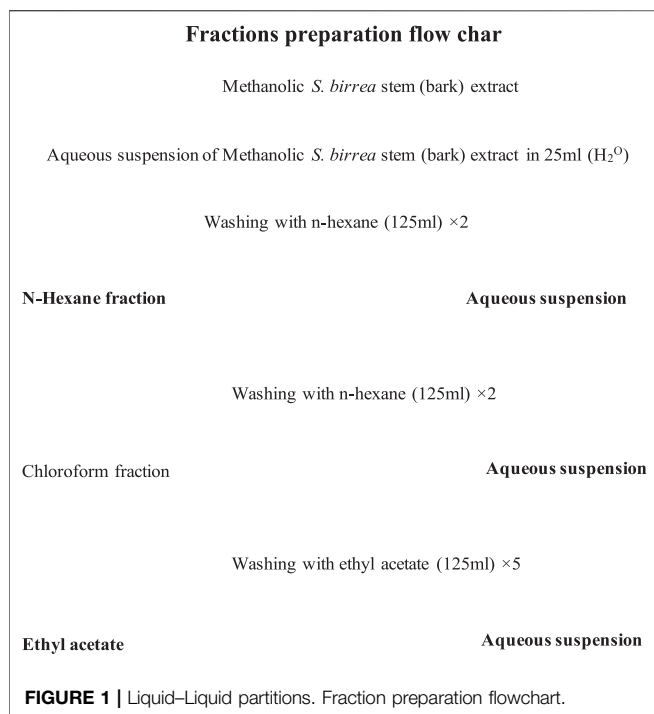 Fractions preparation flow char
Methanolic S. birrea stem (bark) extract
Aqueous suspension of Methanolic S. birrea stem (bark) extract in 25ml (H₂ᴼ)
Washing with n-hexane (125ml) ×2
N-Hexane fraction Aqueous suspension
Washing with n-hexane (125ml) ×2
Chloroform fraction Aqueous suspension
Washing with ethyl acetate (125ml) ×5
Ethyl acetate Aqueous suspension
FIGURE 1 | Liquid–Liquid partitions. Fraction preparation flowchart.